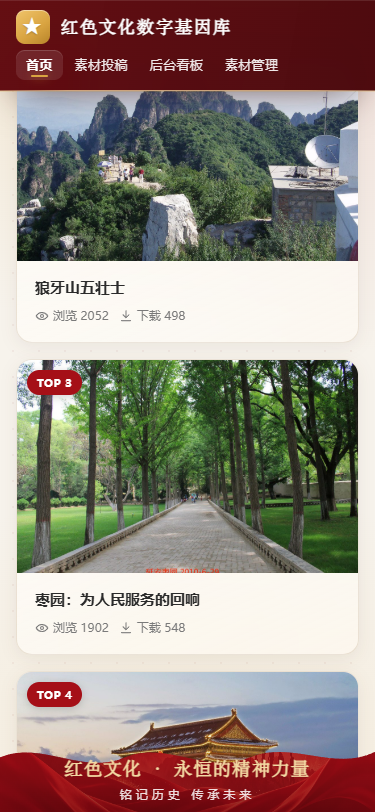 红色文化数字基因库
首页 素材投稿 后台看板 素材管理
狼牙山五壮士
浏览 2052 下载 498
TOP 3
枣园：为人民服务的回响
浏览 1902 下载 548
TOP 4
红色文化 · 永恒的精神力量
铭记历史 传承未来